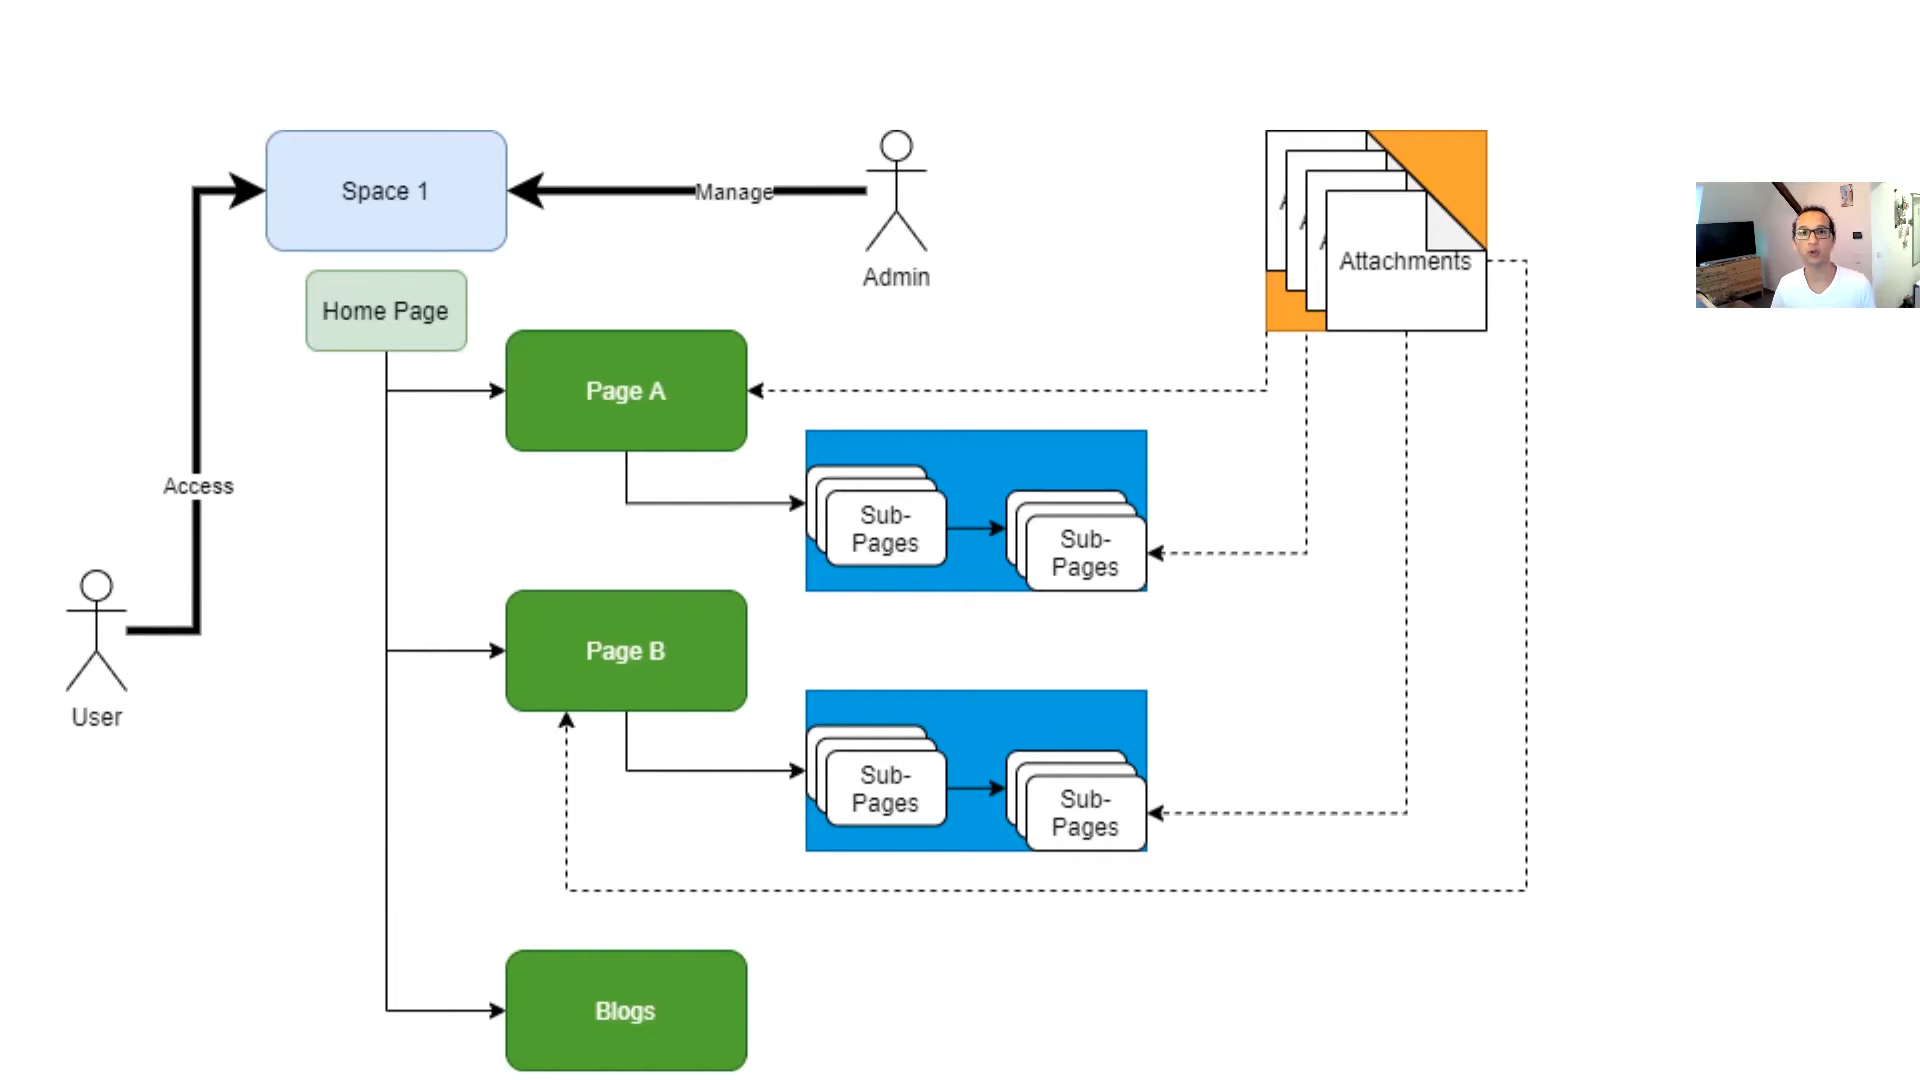 Space 1
Manage
Admin
Attachments
Home Page
Page A
Access
Sub-
Pages
Sub-
Pages
Page B
User
Sub-
Pages
Sub-
Pages
Blogs